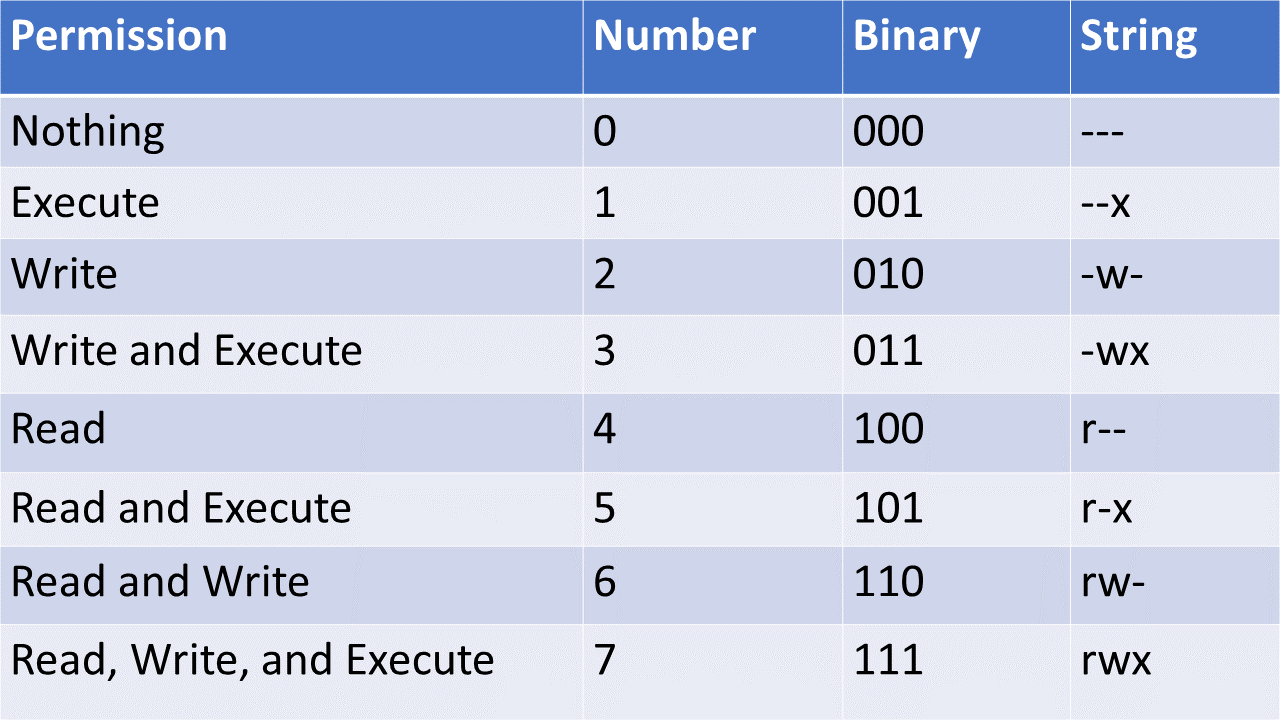 Permission Number Binary String
Nothing 0 000 ---
Execute 1 001 --x
Write 2 010 -w-
Write and Execute 3 011 -wx
Read 4 100 r--
Read and Execute 5 101 r-x
Read and Write 6 110 rw-
Read, Write, and Execute 7 111 rwx